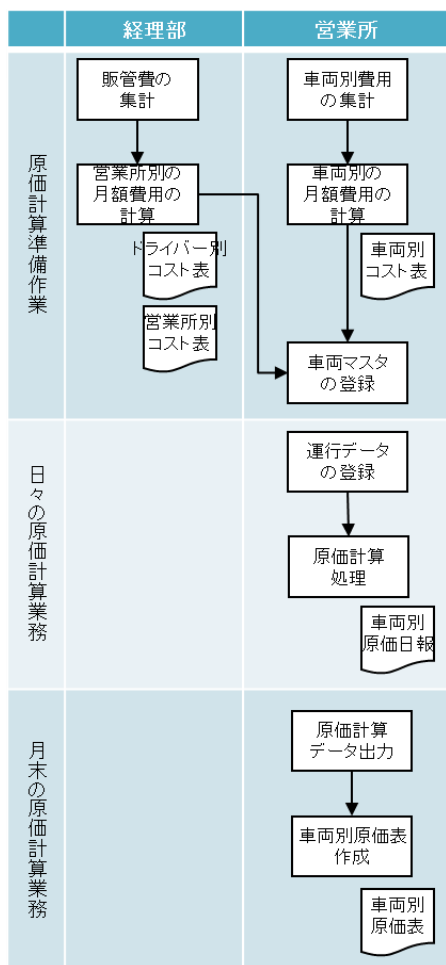 経理部
営業所
原価計算準備作業
販管費の
集計
車両別費用
の集計
営業所別の
月額費用の
計算
車両別の
月額費用の
計算
ドライバー別
コスト表
車両別
コスト表
営業所別
コスト表
車両マスタ
の登録
日々の原価計算業務
運行データ
の登録
原価計算
処理
車両別
原価日報
月末の原価計算業務
原価計算
データ出力
車両別原価表
作成
車両別
原価表